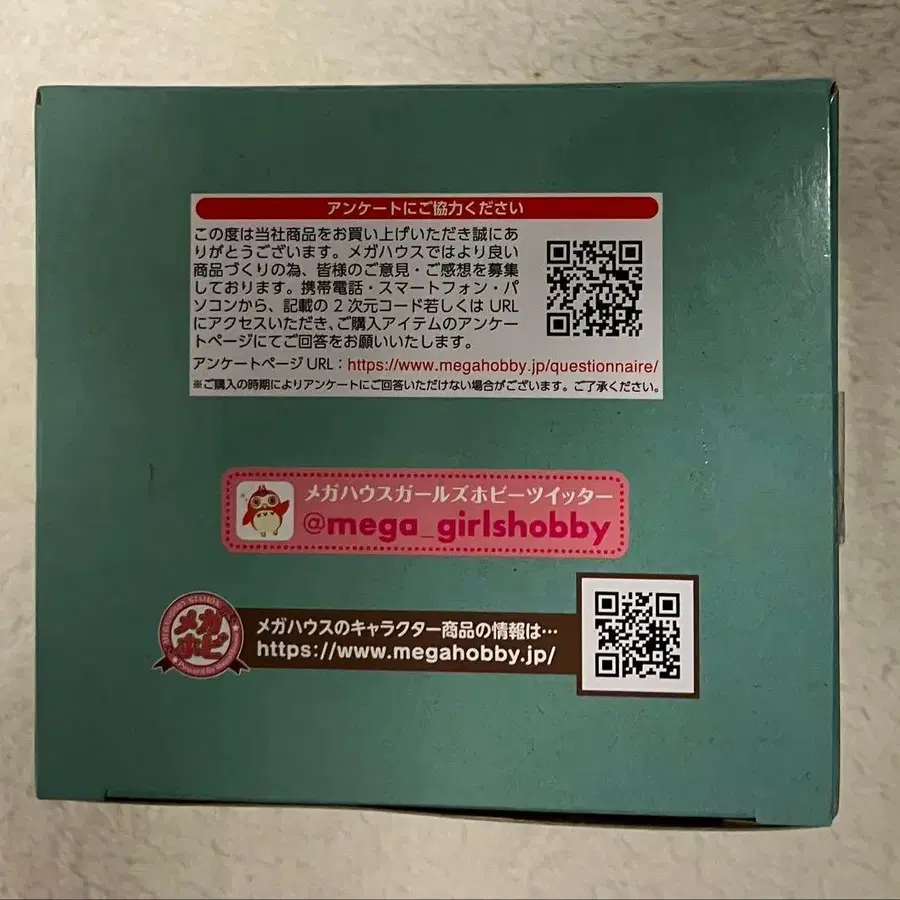 アンケートにご協力ください
この度は当社商品をお買い上げいただき誠にあ
りがとうございます。メガハウスではより良い
商品づくりの為、皆様のご意見・ご感想を募集
しております。携帯電話・スマートフォン・パ
ソコンから、記載の2次元コード若しくは URL
にアクセスいただき、ご購入アイテムのアンケー
トページにてご回答をお願いいたします。
アンケートページ URL:https://www.megahobby.jp/questionnaire/
※ご購入の時期によりアンケートにご回答いただけない場合がございます。ご了承ください。
メガハウスガールズホビーツイッター
@mega_girlshobby
メガ
ホビ
メガハウスのキャラクター商品の情報は…
https://www.megahobby.jp/